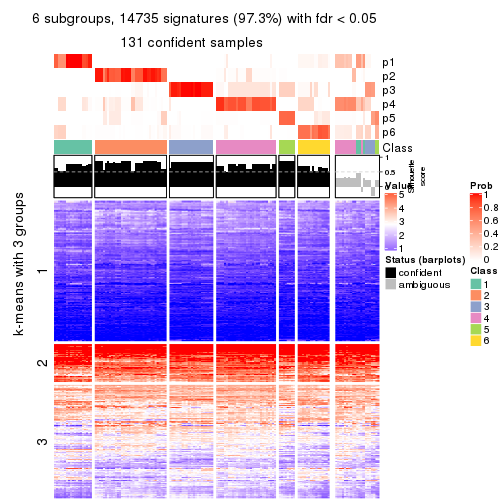 6 subgroups, 14735 signatures (97.3%) with fdr < 0.05
131 confident samples
p1
p2
p3
p4
p5
p6
Class
1
0.5
0
Silhouette
score
k-means with 3 groups
1
2
3
Value
5
4
3
2
1
Status (barplots)
confident
ambiguous
Prob
1
0.8
0.6
0.4
0.2
0
Class
1
2
3
4
5
6